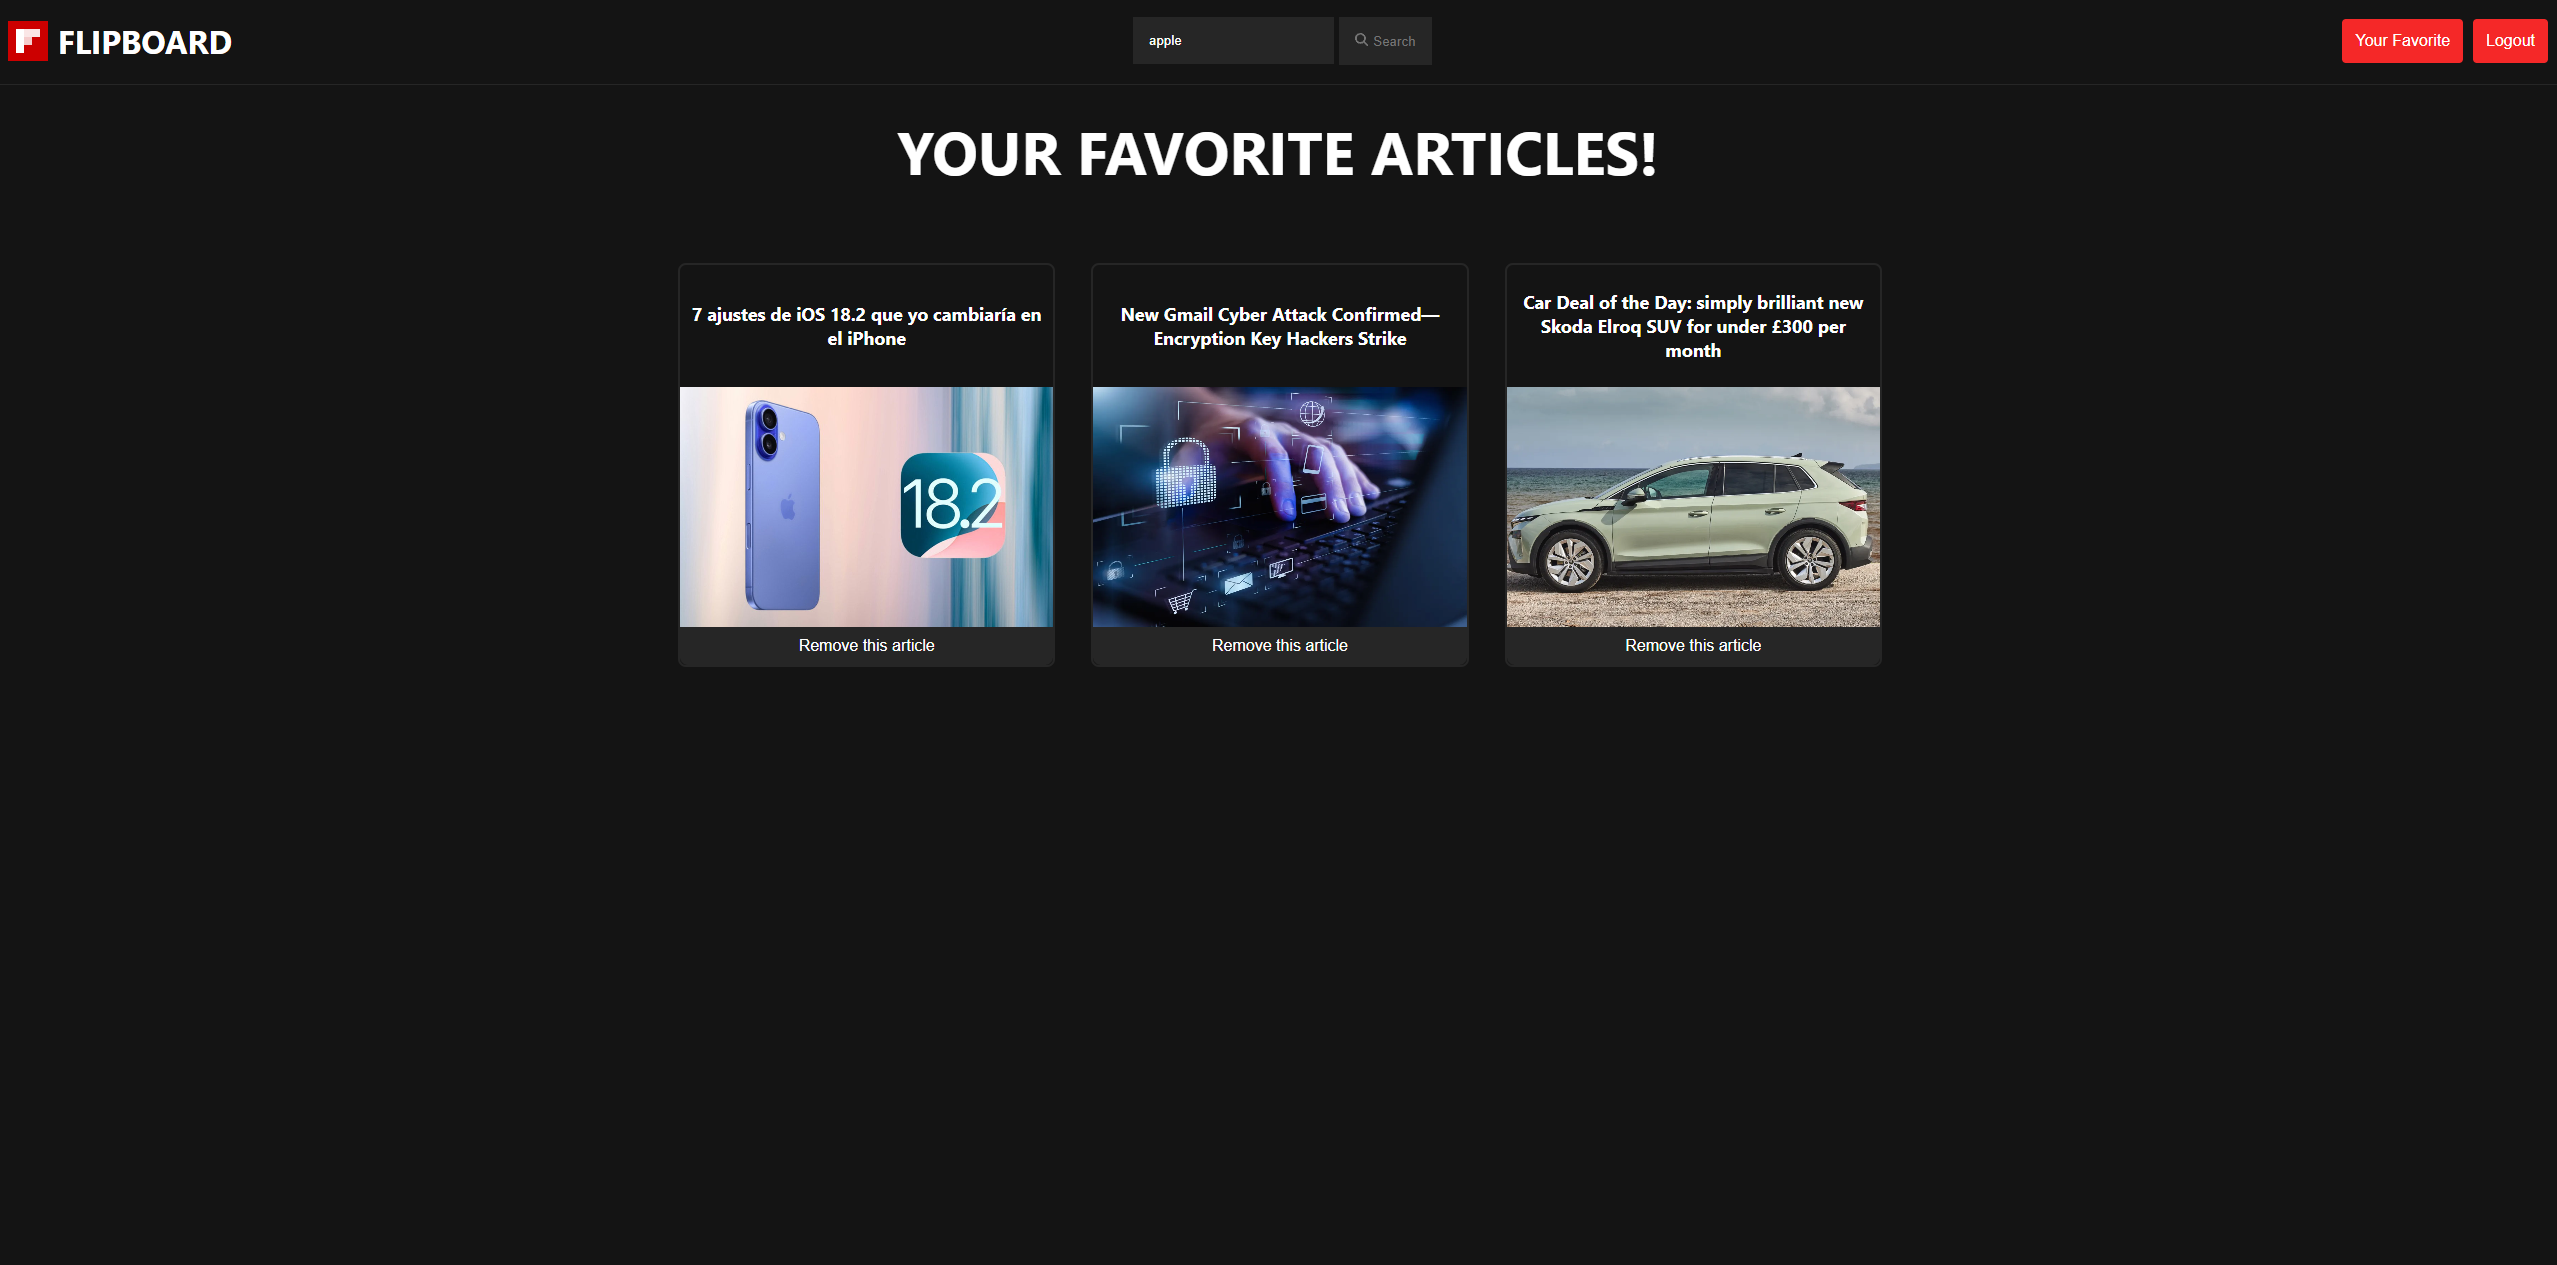 FLIPBOARD
apple
Search
Your Favorite
Logout
YOUR FAVORITE ARTICLES!
7 ajustes de iOS 18.2 que yo cambiaría en
el iPhone
18.2
Remove this article
New Gmail Cyber Attack Confirmed—
Encryption Key Hackers Strike
Remove this article
Car Deal of the Day: simply brilliant new
Skoda Elroq SUV for under £300 per
month
Remove this article